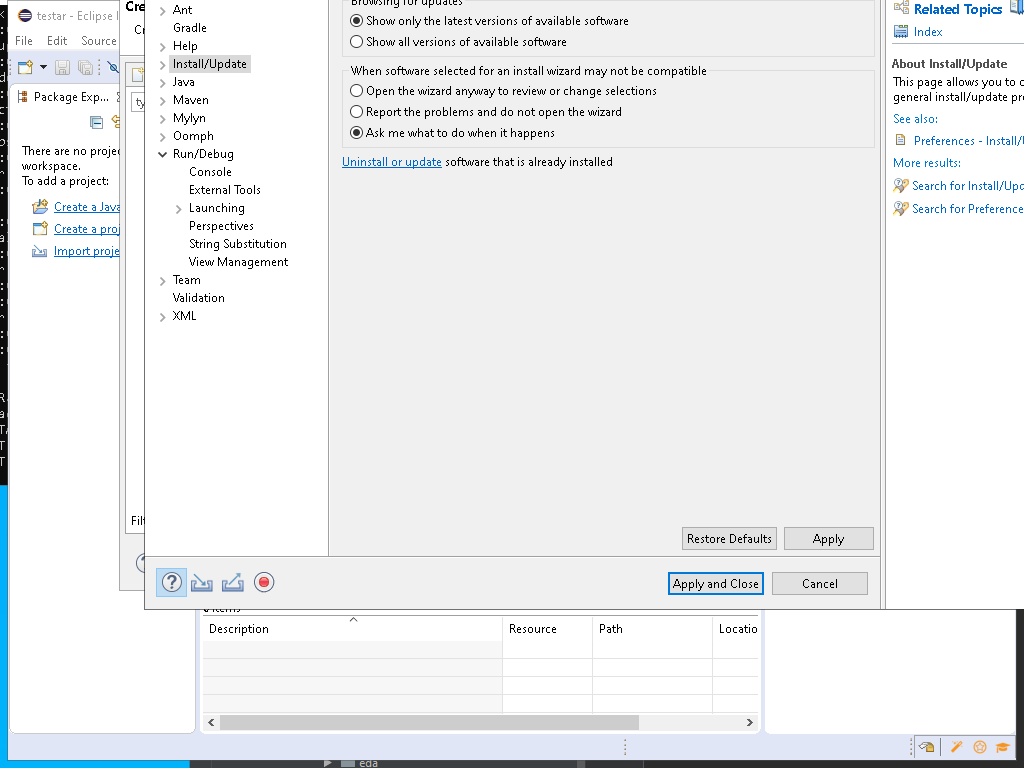 testar - Eclipse I
File Edit Source
Package Exp...
There are no proje
workspace.
To add a project:
Create a Java
Create a proj
Import proje
Cre
Cr
ty
Filt
Ant
Gradle
Help
Install/Update
Java
Maven
Mylyn
Oomph
Run/Debug
Console
External Tools
Launching
Perspectives
String Substitution
View Management
Team
Validation
XML
Browsing for updates
Show only the latest versions of available software
Show all versions of available software
When software selected for an install wizard may not be compatible
Open the wizard anyway to review or change selections
Report the problems and do not open the wizard
Ask me what to do when it happens
Uninstall or update software that is already installed
Restore Defaults Apply
Apply and Close Cancel
Related Topics
Index
About Install/Update
This page allows you to c
general install/update pr
See also:
Preferences - Install/U
More results:
Search for Install/Upd
Search for Preference
items
Description Resource Path Locatio
eda